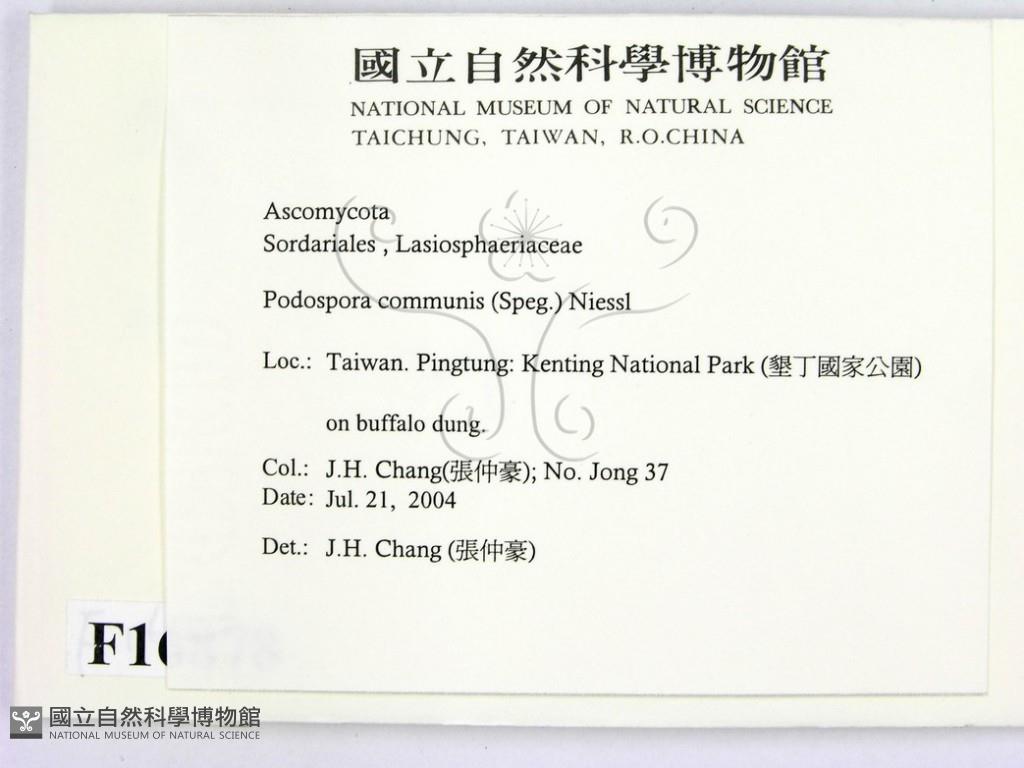 國立自然科學博物館
NATIONAL MUSEUM OF NATURAL SCIENCE
TAICHUNG, TAIWAN, R.O.CHINA
Ascomycota
Sordariales , Lasiosphaeriaceae
Podospora communis (Speg.) Niessl
Loc.: Taiwan. Pingtung: Kenting National Park (墾丁國家公園)
on buffalo dung.
Col.: J.H. Chang(張仲豪); No. Jong 37
Date: Jul. 21, 2004
Det.: J.H. Chang (張仲豪)
國立自然科學博物館
NATIONAL MUSEUM OF NATURAL SCIENCE